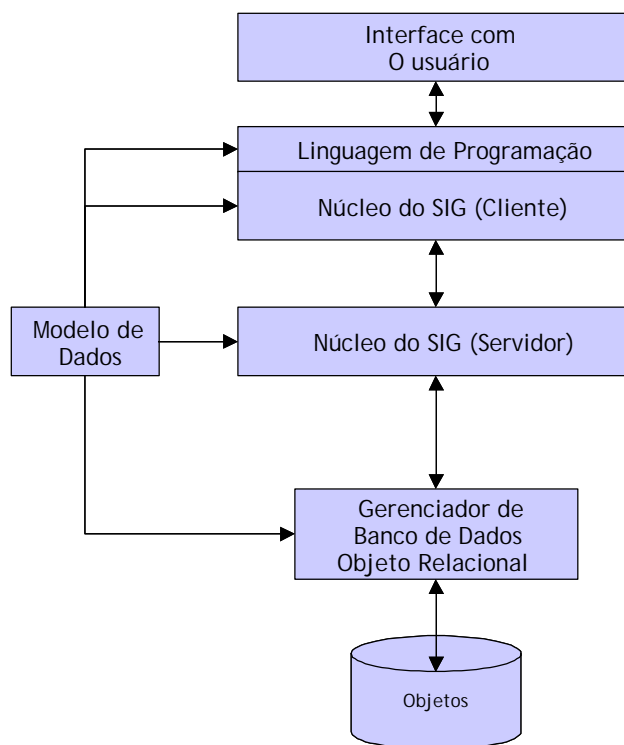 Interface com
O usuário
Linguagem de Programação
Núcleo do SIG (Cliente)
Modelo de
Dados
Núcleo do SIG (Servidor)
Gerenciador de
Banco de Dados
Objeto Relacional
Objetos